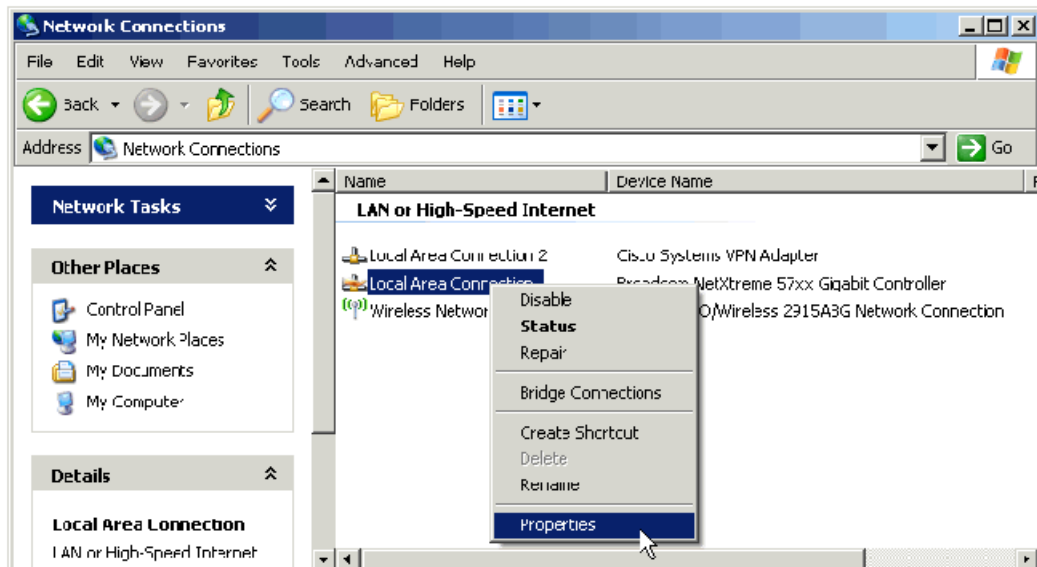 Network Connections
File Edit View Favorites Tools Advanced Help
Back Search Folders
Address Network Connections Go
Name Device Name
Network Tasks
LAN or High-Speed Internet
Local Area Connection 2 Cisco Systems VPN Adapter
Local Area Connection Broadcom NetXtreme 57xx Gigabit Controller
Wireless Networ O/Wireless 2915ABG Network Connection
Other Places
Control Panel
My Network Places
My Documents
My Computer
Disable
Status
Repair
Bridge Connections
Create Shortcut
Delete
Rename
Properties
Details
Local Area Connection
LAN or High-Speed Internet